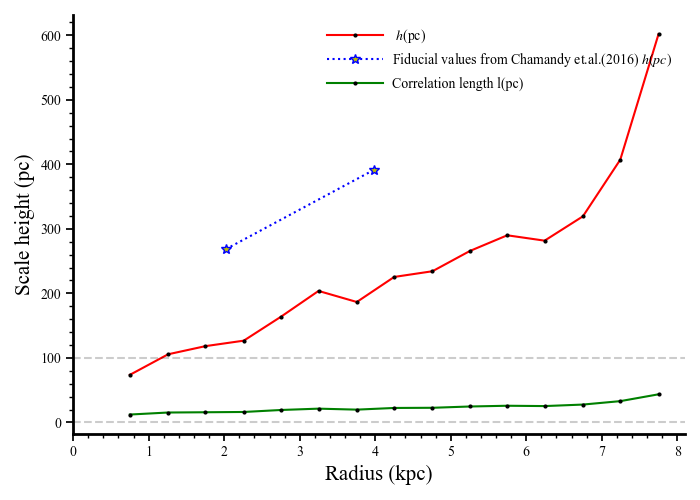 h(pc)
Fiducial values from Chamandy et.al.(2016) h(pc)
Correlation length l(pc)
Scale height (pc)
600
500
400
300
200
100
0
0 1 2 3 4 5 6 7 8
Radius (kpc)